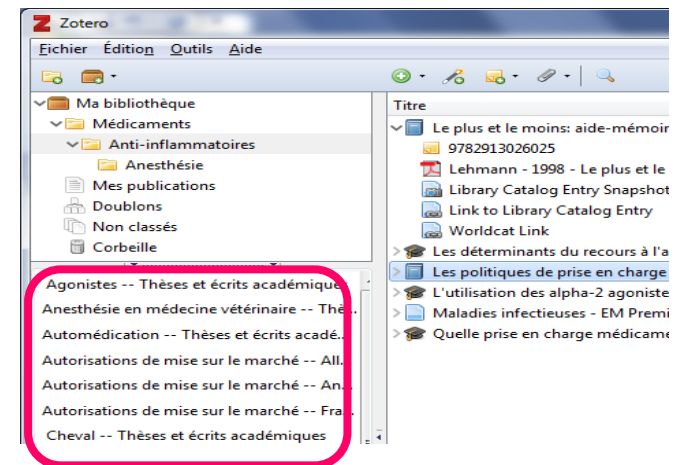 Zotero
Fichier Édition Outils Aide
Ma bibliothèque
Médicaments
Anti-inflammatoires
Anesthésie
Mes publications
Doublons
Non classés
Corbeille
Agonistes -- Thèses et écrits académiques
Anesthésie en médecine vétérinaire -- Thè...
Automédication -- Thèses et écrits acadé...
Autorisations de mise sur le marché -- All...
Autorisations de mise sur le marché -- An...
Autorisations de mise sur le marché -- Fra...
Cheval -- Thèses et écrits académiques
Titre
Le plus et le moins: aide-mémoir
9782913026025
Lehmann - 1998 - Le plus et le
Library Catalog Entry Snapshot
Link to Library Catalog Entry
Worldcat Link
Les déterminants du recours à l'a
Les politiques de prise en charge
L'utilisation des alpha-2 agoniste
Maladies infectieuses - EM Premi
Quelle prise en charge médicame